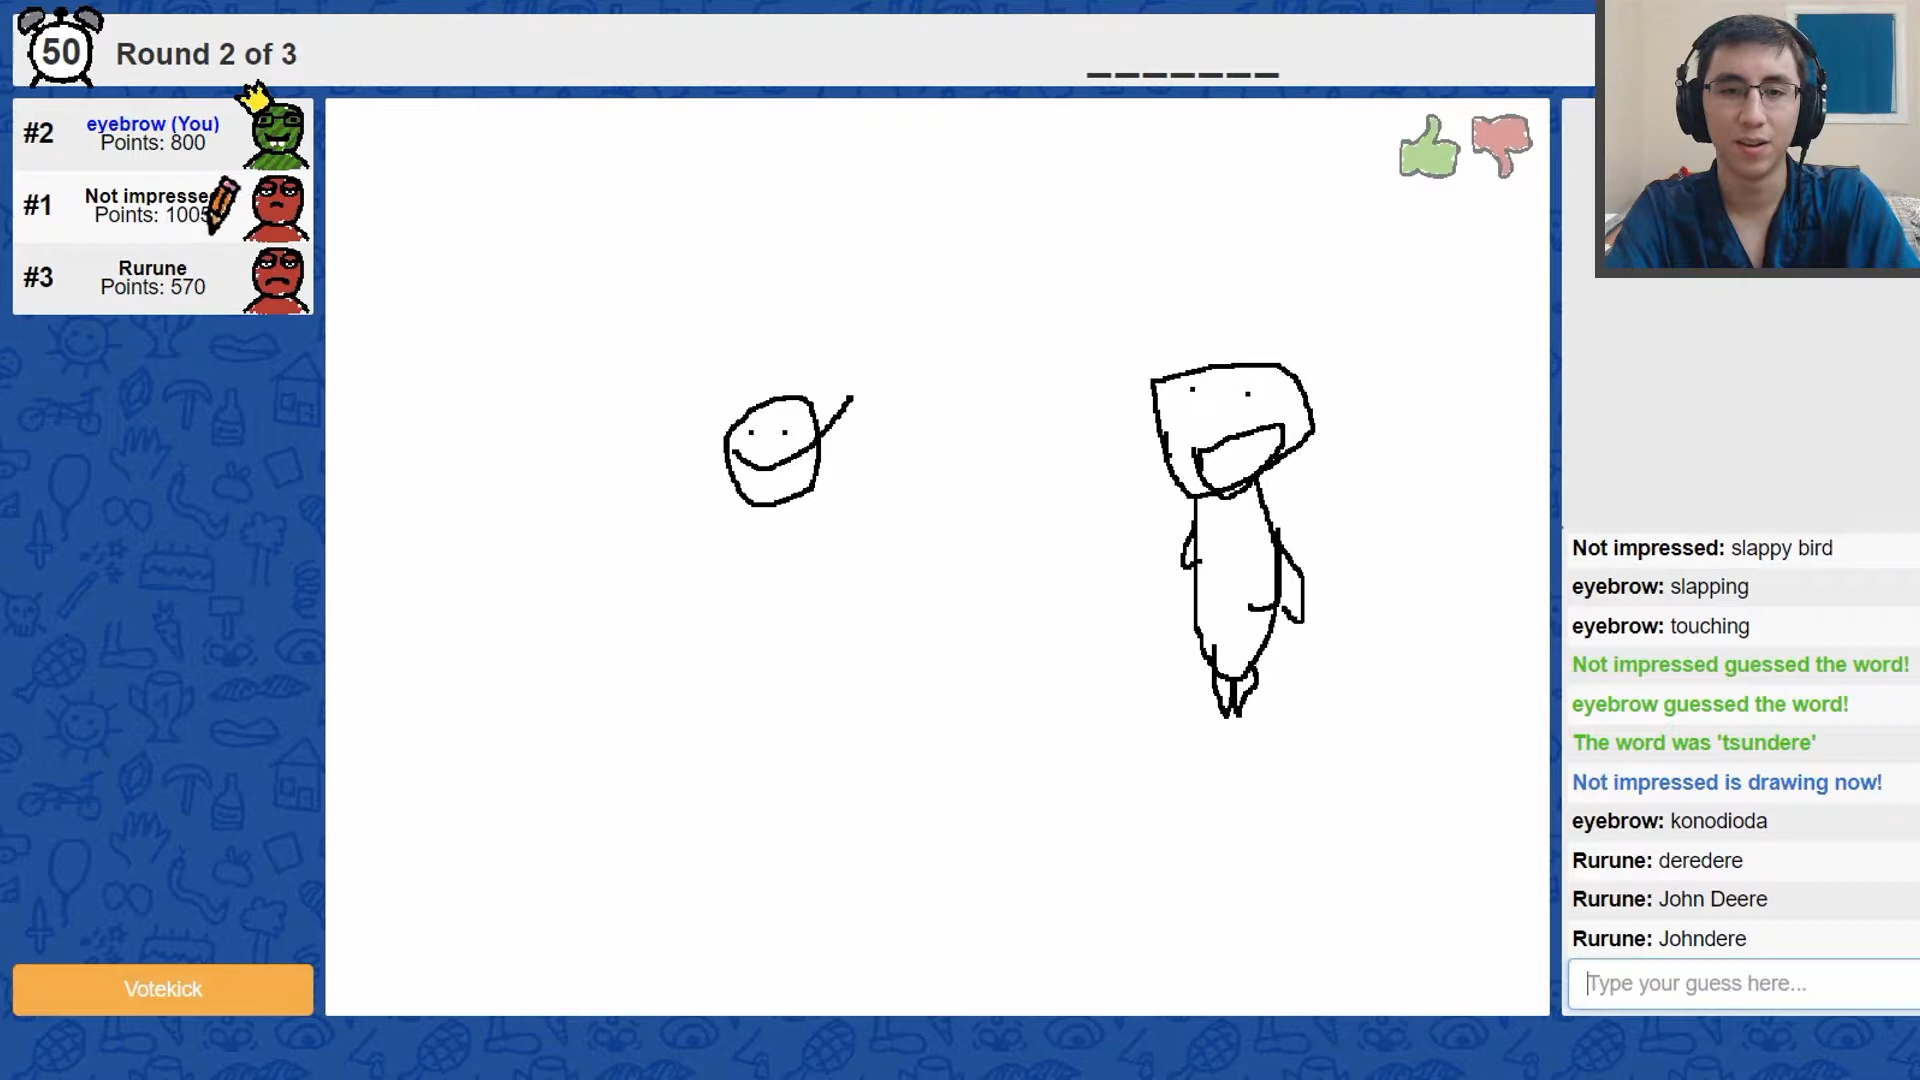 50
Round 2 of 3
_______
#2
eyebrow (You)
Points: 800
#1
Not impresse
Points: 1005
#3
Rurune
Points: 570
Not impressed: slappy bird
eyebrow: slapping
eyebrow: touching
Not impressed guessed the word!
eyebrow guessed the word!
The word was 'tsundere'
Not impressed is drawing now!
eyebrow: konodioda
Rurune: deredere
Rurune: John Deere
Rurune: Johndere
Type your guess here...
Votekick